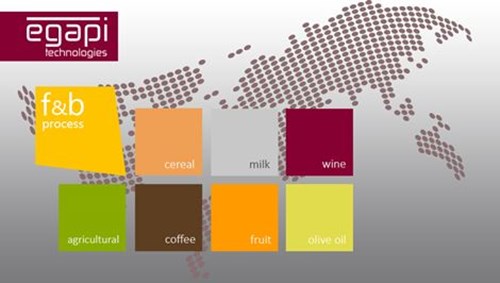 egapi
technologies
f&b
process
cereal
milk
wine
agricultural
coffee
fruit
olive oil